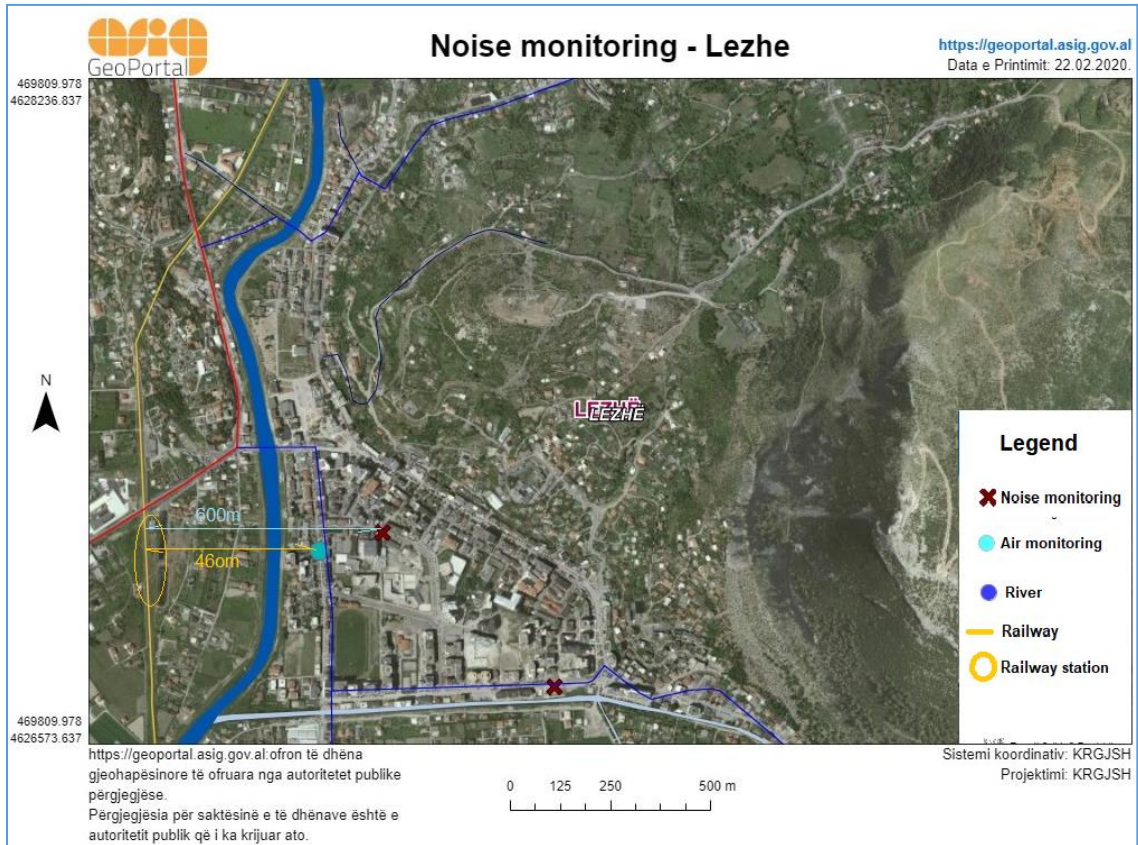 asig
GeoPortal
Noise monitoring - Lezhe
https://geoportal.asig.gov.al
Data e Printimit: 22.02.2020.
469809.978
4628236.837
N
LEZHË
LEZHË
600m
46om
Legend
Noise monitoring
Air monitoring
River
Railway
Railway station
469809.978
4626573.637
https://geoportal.asig.gov.al:ofron të dhëna
gjeohapësinore të ofruara nga autoritetet publike
përgjegjëse.
Përgjegjësia për saktësinë e të dhënave është e
autoritetit publik që i ka krijuar ato.
0 125 250 500 m
Sistemi koordinativ: KRGJSH
Projektimi: KRGJSH